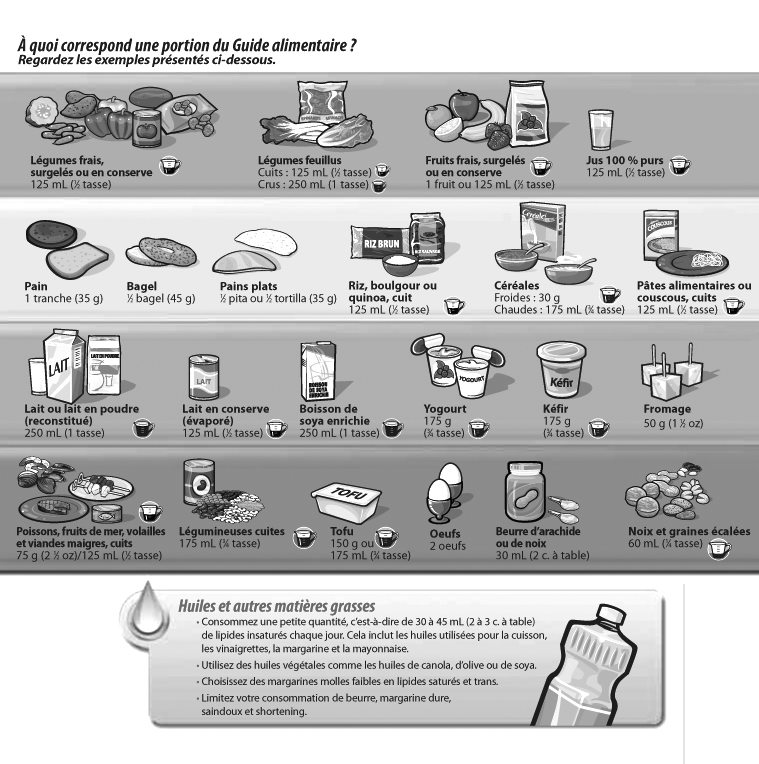 À quoi correspond une portion du Guide alimentaire ?
Regardez les exemples présentés ci-dessous.
Légumes frais,
surgelés ou en conserve
125 mL (½ tasse)
Légumes feuillus
Cuits : 125 mL (½ tasse)
Crus : 250 mL (1 tasse)
Fruits frais, surgelés
ou en conserve
1 fruit ou 125 mL (½ tasse)
Jus 100 % purs
125 mL (½ tasse)
Pain
1 tranche (35 g)
Bagel
½ bagel (45 g)
Pains plats
½ pita ou ½ tortilla (35 g)
RIZ BRUN
RIZ SAUVAGE
Riz, boulgour ou
quinoa, cuit
125 mL (½ tasse)
Céréales
Céréales
Froides : 30 g
Chaudes : 175 mL (¾ tasse)
COUSCOUS
Pâtes alimentaires ou
couscous, cuits
125 mL (½ tasse)
LAIT
LAIT EN POUDRE
Lait ou lait en poudre
(reconstitué)
250 mL (1 tasse)
LAIT
Lait en conserve
(évaporé)
125 mL (½ tasse)
BOISSON
DE SOYA
ENRICHIE
Boisson de
soya enrichie
250 mL (1 tasse)
YOGOURT
Yogourt
175 g
(¾ tasse)
Kéfir
Kéfir
175 g
(¾ tasse)
Fromage
50 g (1 ½ oz)
Poissons, fruits de mer, volailles
et viandes maigres, cuits
75 g (2 ½ oz)/125 mL (½ tasse)
Légumineuses cuites
175 mL (¾ tasse)
TOFU
Tofu
150 g ou
175 mL (¾ tasse)
Oeufs
2 oeufs
Beurre d'arachide
ou de noix
30 mL (2 c. à table)
Noix et graines écalées
60 mL (¼ tasse)
Huiles et autres matières grasses
• Consommez une petite quantité, c'est-à-dire de 30 à 45 mL (2 à 3 c. à table)
de lipides insaturés chaque jour. Cela inclut les huiles utilisées pour la cuisson,
les vinaigrettes, la margarine et la mayonnaise.
• Utilisez des huiles végétales comme les huiles de canola, d'olive ou de soya.
• Choisissez des margarines molles faibles en lipides saturés et trans.
• Limitez votre consommation de beurre, margarine dure,
saindoux et shortening.